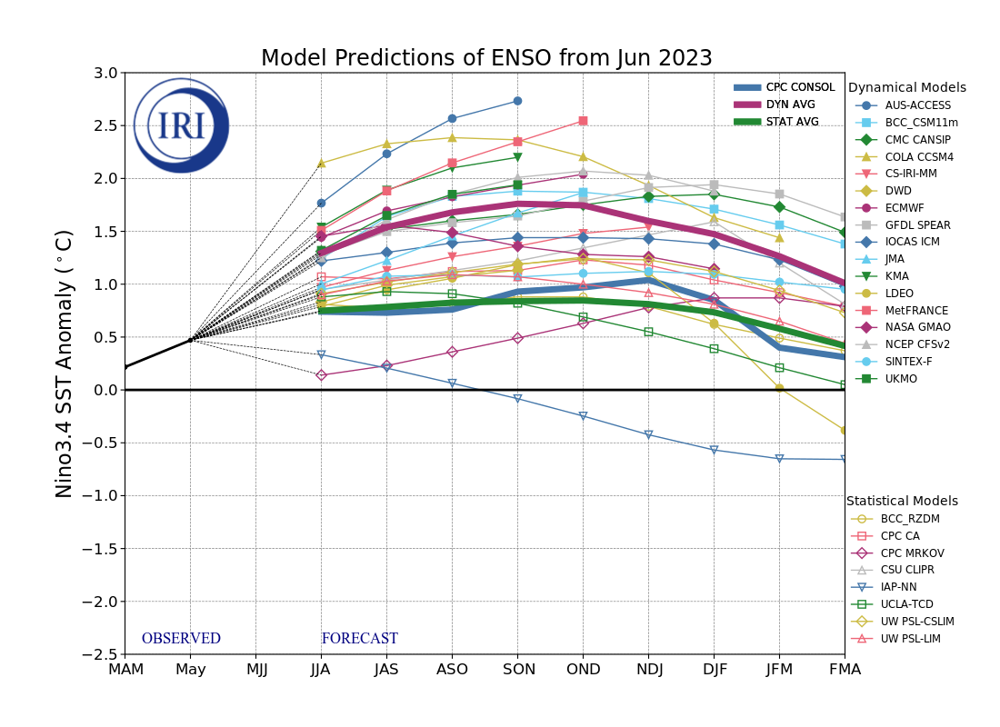 Model Predictions of ENSO from Jun 2023
IRI
CPC CONSOL
DYN AVG
STAT AVG
Nino3.4 SST Anomaly (°C)
3.0
2.5
2.0
1.5
1.0
0.5
0.0
−0.5
−1.0
−1.5
−2.0
−2.5
OBSERVED
FORECAST
MAM May MJJ JJA JAS ASO SON OND NDJ DJF JFM FMA
Dynamical Models
AUS-ACCESS
BCC_CSM11m
CMC CANSIP
COLA CCSM4
CS-IRI-MM
DWD
ECMWF
GFDL SPEAR
IOCAS ICM
JMA
KMA
LDEO
MetFRANCE
NASA GMAO
NCEP CFSv2
SINTEX-F
UKMO
Statistical Models
BCC_RZDM
CPC CA
CPC MRKOV
CSU CLIPR
IAP-NN
UCLA-TCD
UW PSL-CSLIM
UW PSL-LIM